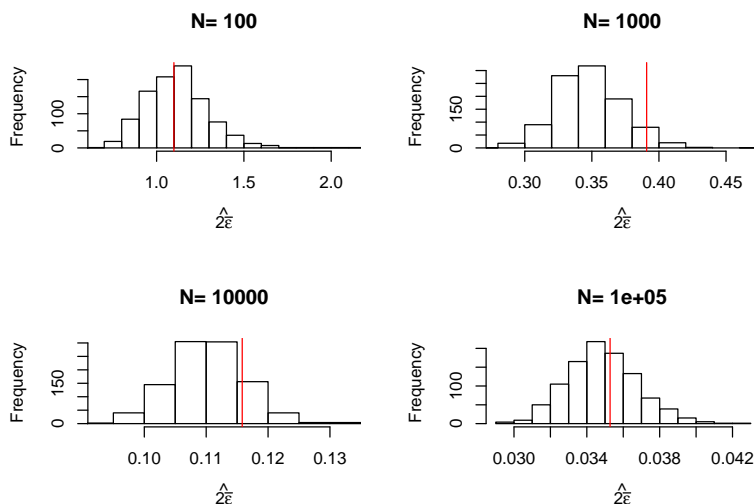 N= 100
Frequency
0 100
1.0 1.5 2.0
2ε̂
N= 1000
Frequency
0 150
0.30 0.35 0.40 0.45
2ε̂
N= 10000
Frequency
0 150
0.10 0.11 0.12 0.13
2ε̂
N= 1e+05
Frequency
0 100
0.030 0.034 0.038 0.042
2ε̂